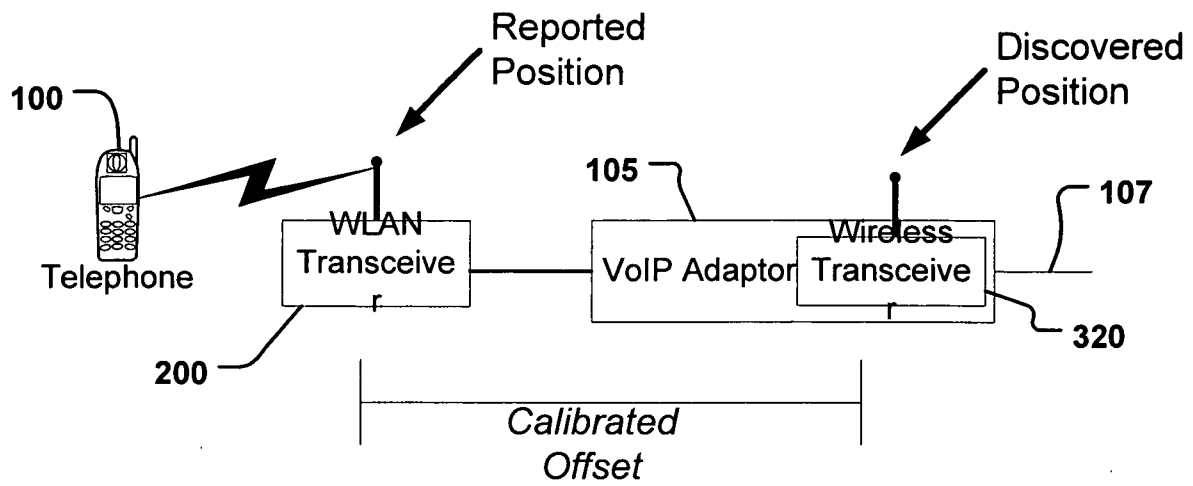 Reported
Position
Discovered
Position
100
105
107
WLAN
Transceive
r
Telephone
VoIP Adaptor
Wireless
Transceive
r
200
320
Calibrated
Offset